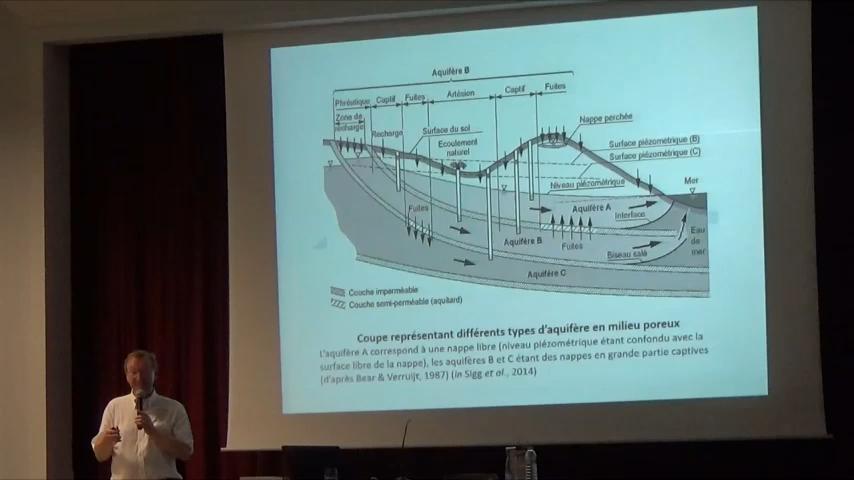 Aquifère B
Phréatique Captif Fuites Artésien Captif Fuites
Zone de
recharge
Recharge
Surface du sol
Ecoulement
naturel
Nappe perchée
Surface piézométrique (B)
Surface piézométrique (C)
Niveau piézométrique
Mer
Aquifère A
Interface
Fuites
Aquifère B
Fuites
Biseau salé
Eau
de
mer
Aquifère C
Couche imperméable
Couche semi-perméable (aquitard)
Coupe représentant différents types d'aquifère en milieu poreux
L'aquifère A correspond à une nappe libre (niveau piézométrique étant confondu avec la
surface libre de la nappe), les aquifères B et C étant des nappes en grande partie captives
(d'après Bear & Verruijt, 1987) (in Sigg et al., 2014)